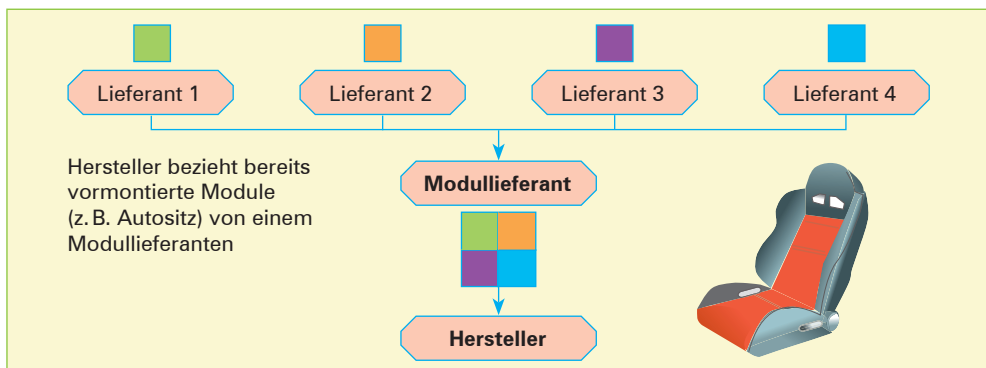 Lieferant 1
Lieferant 2
Lieferant 3
Lieferant 4
Hersteller bezieht bereits
vormontierte Module
(z. B. Autositz) von einem
Modullieferanten
Modullieferant
Hersteller